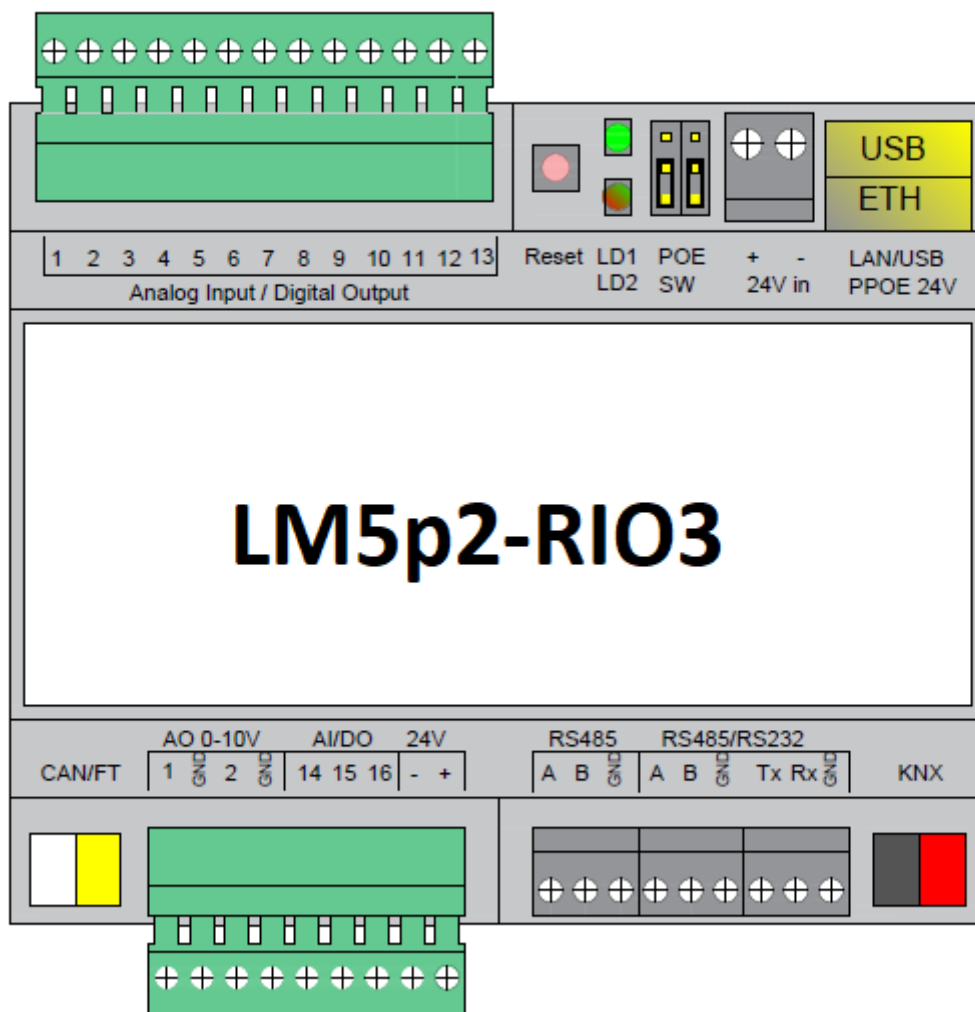 USB
ETH
1 2 3 4 5 6 7 8 9 10 11 12 13
Analog Input / Digital Output
Reset LD1 POE + - LAN/USB
LD2 SW 24V in PPOE 24V
LM5p2-RIO3
AO 0-10V AI/DO 24V RS485 RS485/RS232
CAN/FT 1 GND 2 GND 14 15 16 - + A B GND A B GND Tx Rx GND KNX